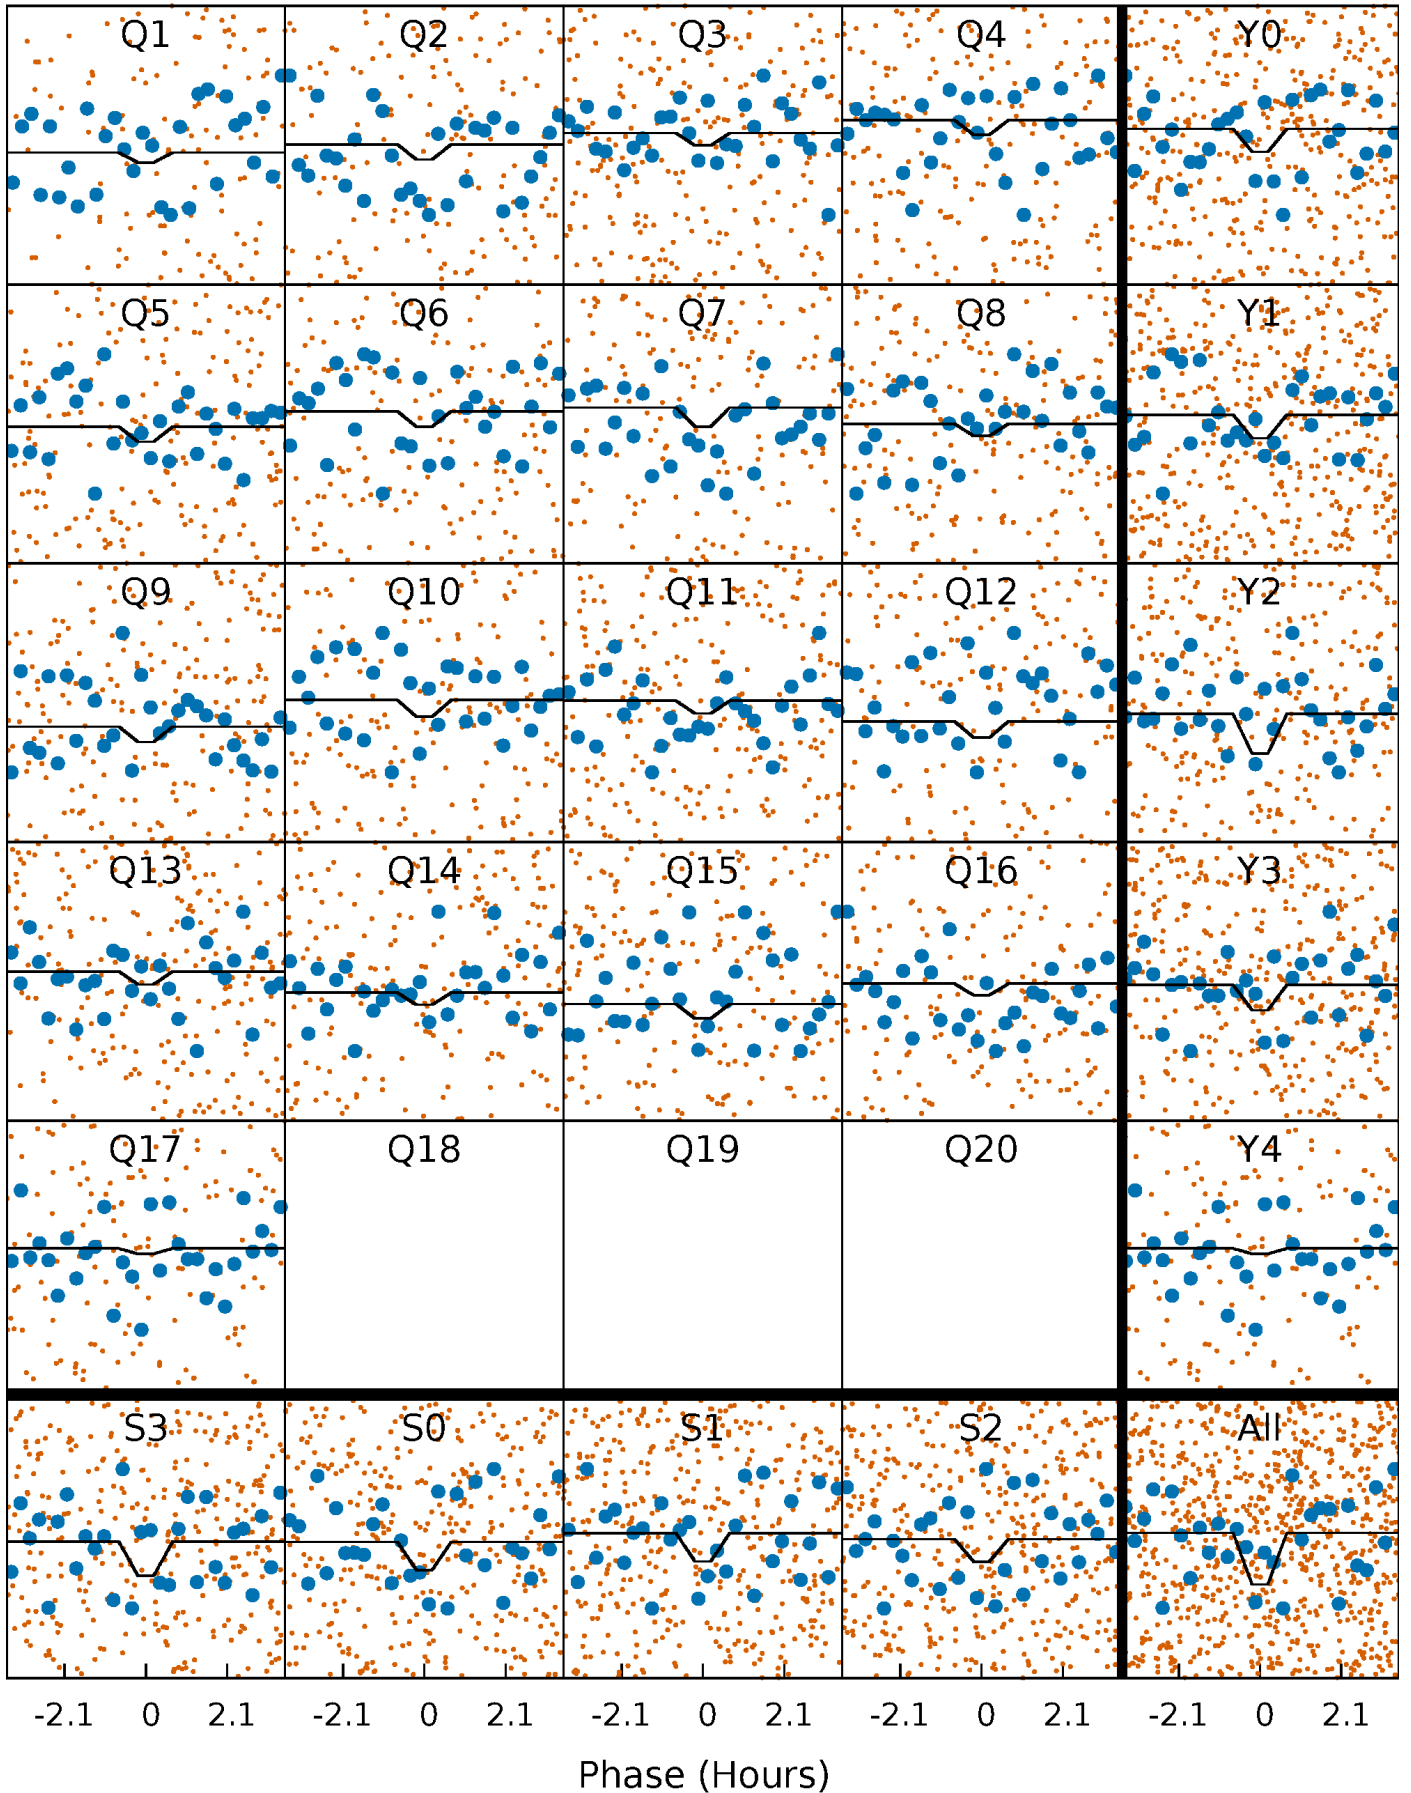 Q1 Q2 Q3 Q4 Y0
Q5 Q6 Q7 Q8 Y1
Q9 Q10 Q11 Q12 Y2
Q13 Q14 Q15 Q16 Y3
Q17 Q18 Q19 Q20 Y4
S3 S0 S1 S2 All
-2.1 0 2.1 -2.1 0 2.1 -2.1 0 2.1 -2.1 0 2.1 -2.1 0 2.1
Phase (Hours)